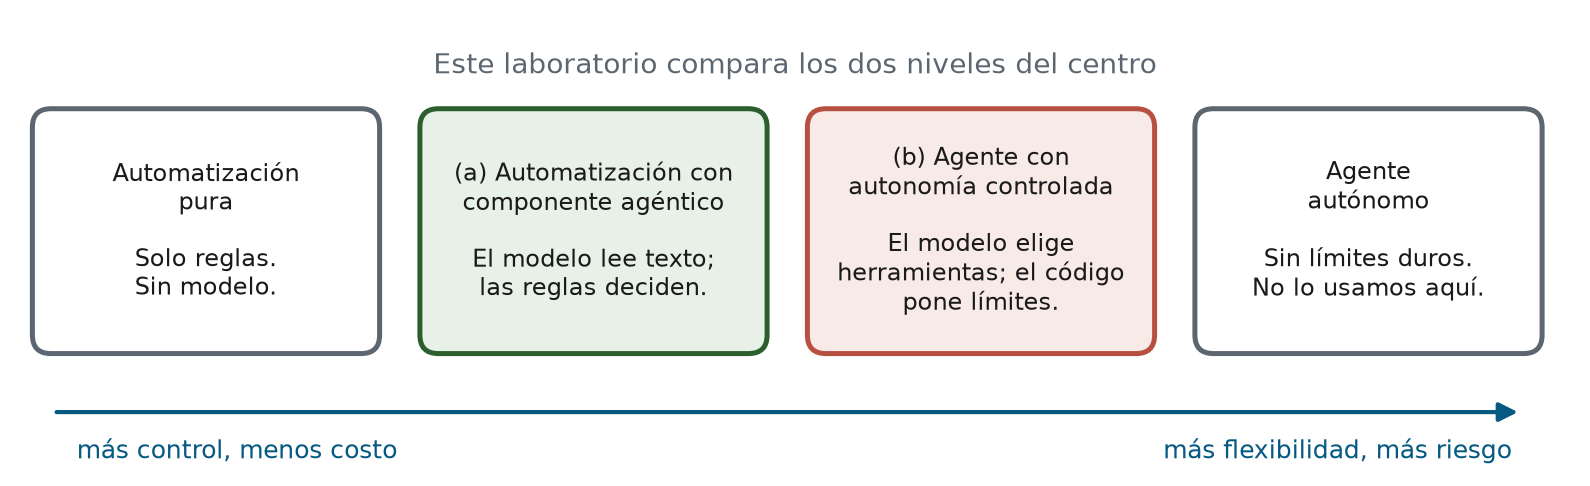 Este laboratorio compara los dos niveles del centro
Automatización
pura
Solo reglas.
Sin modelo.
(a) Automatización con
componente agéntico
El modelo lee texto;
las reglas deciden.
(b) Agente con
autonomía controlada
El modelo elige
herramientas; el código
pone límites.
Agente
autónomo
Sin límites duros.
No lo usamos aquí.
más control, menos costo
más flexibilidad, más riesgo